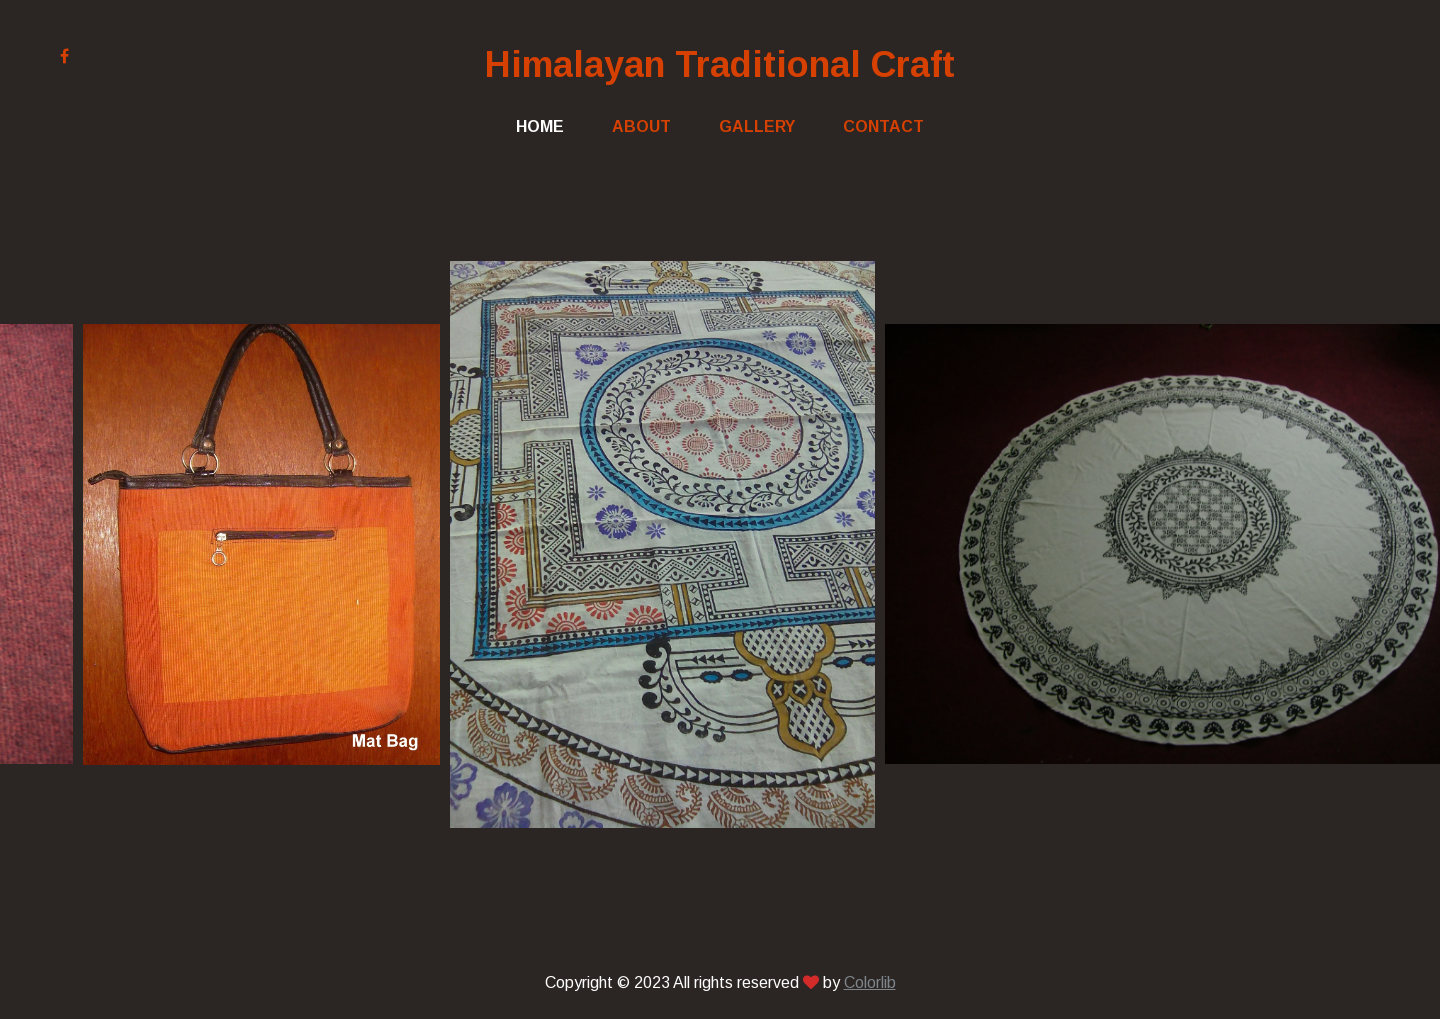 Himalayan Traditional Craft
HOME ABOUT GALLERY CONTACT
Mat Bag
Copyright © 2023 All rights reserved ♥ by Colorlib